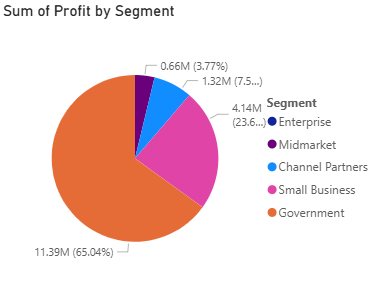 Sum of Profit by Segment
0.66M (3.77%)
1.32M (7.5...)
4.14M
(23.6...)
11.39M (65.04%)
Segment
Enterprise
Midmarket
Channel Partners
Small Business
Government